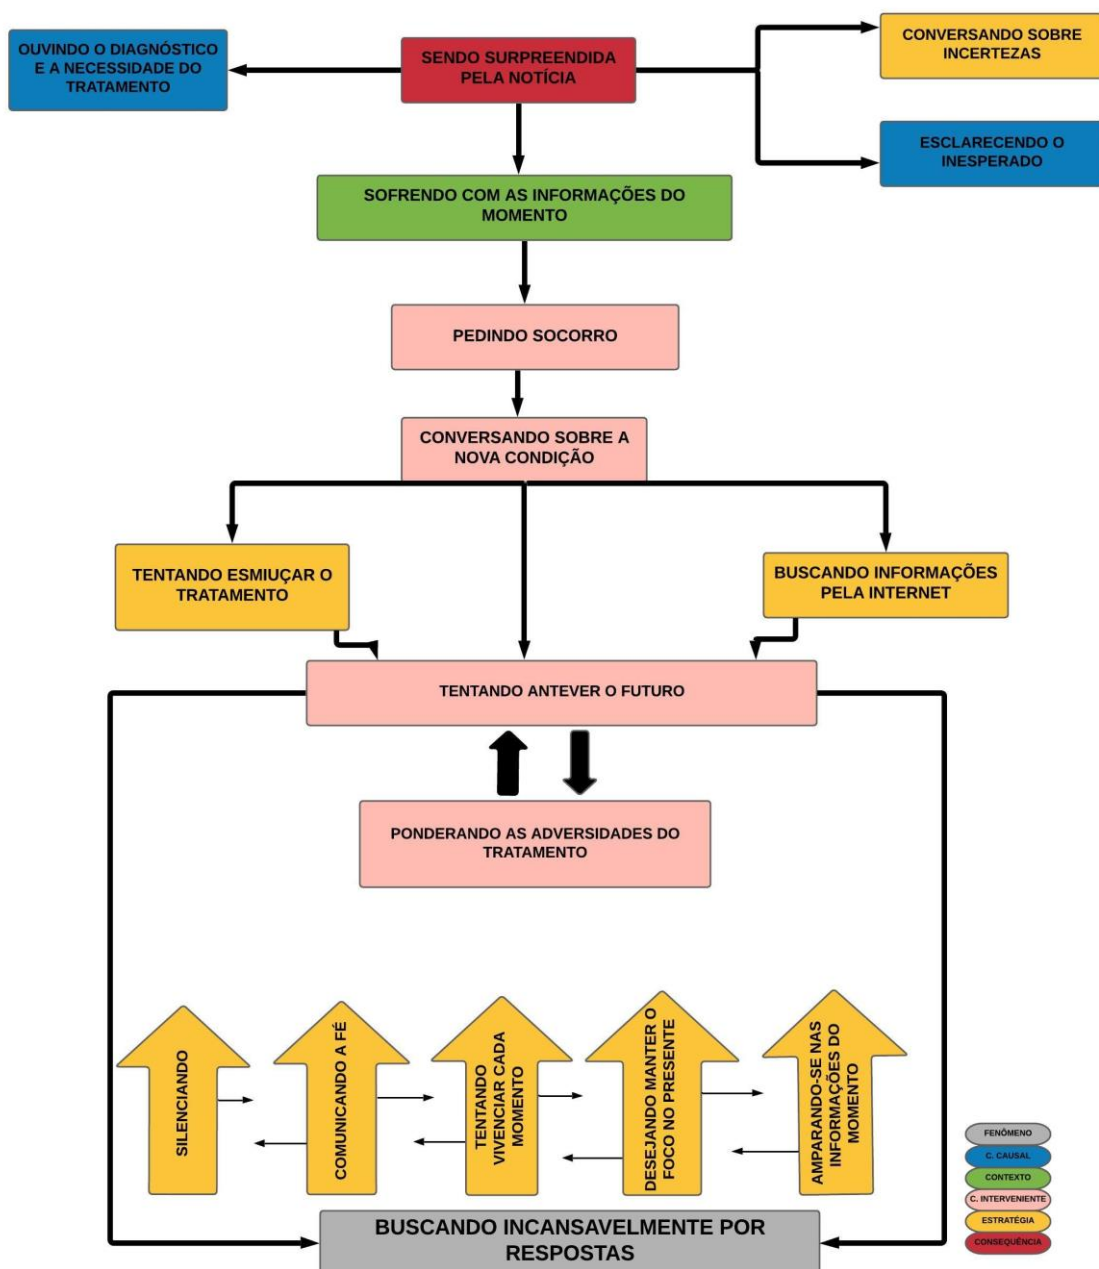 OUVINDO O DIAGNÓSTICO
E A NECESSIDADE DO
TRATAMENTO
SENDO SURPREENDIDA
PELA NOTÍCIA
CONVERSANDO SOBRE
INCERTEZAS
ESCLARECENDO O
INESPERADO
SOFRENDO COM AS INFORMAÇÕES DO
MOMENTO
PEDINDO SOCORRO
CONVERSANDO SOBRE A
NOVA CONDIÇÃO
TENTANDO ESMIUÇAR O
TRATAMENTO
BUSCANDO INFORMAÇÕES
PELA INTERNET
TENTANDO ANTEVER O FUTURO
PONDERANDO AS ADVERSIDADES DO
TRATAMENTO
SILENCIANDO
COMUNICANDO A FÉ
TENTANDO
VIVENCIAR CADA
MOMENTO
DESEJANDO MANTER O
FOCO NO PRESENTE
AMPARANDO-SE NAS
INFORMAÇÕES DO
MOMENTO
BUSCANDO INCANSAVELMENTE POR
RESPOSTAS
FENÔMENO
C. CAUSAL
CONTEXTO
C. INTERVENIENTE
ESTRATÉGIA
CONSEQUÊNCIA